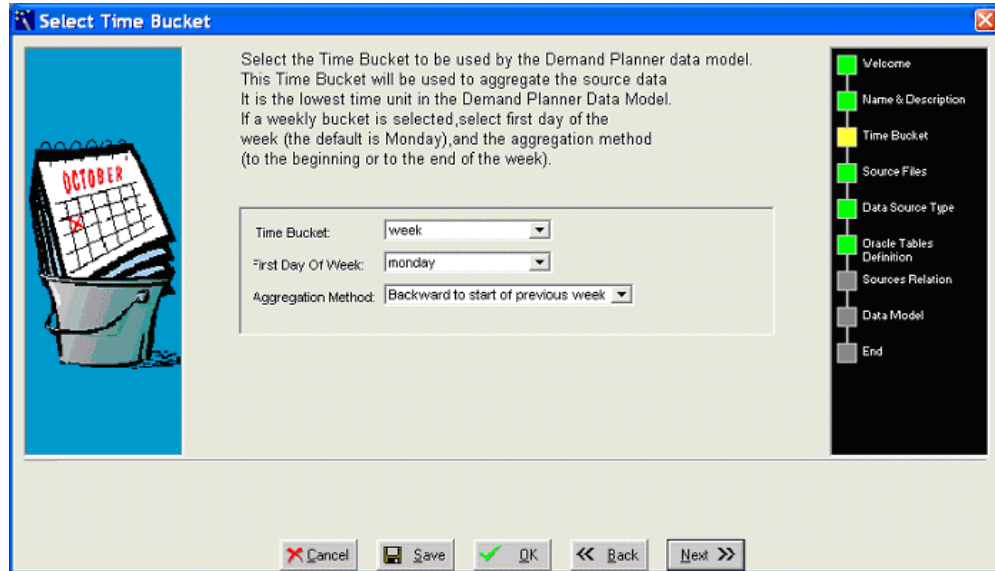 Select Time Bucket
Select the Time Bucket to be used by the Demand Planner data model.
This Time Bucket will be used to aggregate the source data
It is the lowest time unit in the Demand Planner Data Model.
If a weekly bucket is selected,select first day of the
week (the default is Monday),and the aggregation method
(to the beginning or to the end of the week).
OCTOBER
Time Bucket: week
First Day Of Week: monday
Aggregation Method: Backward to start of previous week
Welcome
Name & Description
Time Bucket
Source Files
Data Source Type
Oracle Tables
Definition
Sources Relation
Data Model
End
Cancel
Save
OK
Back
Next